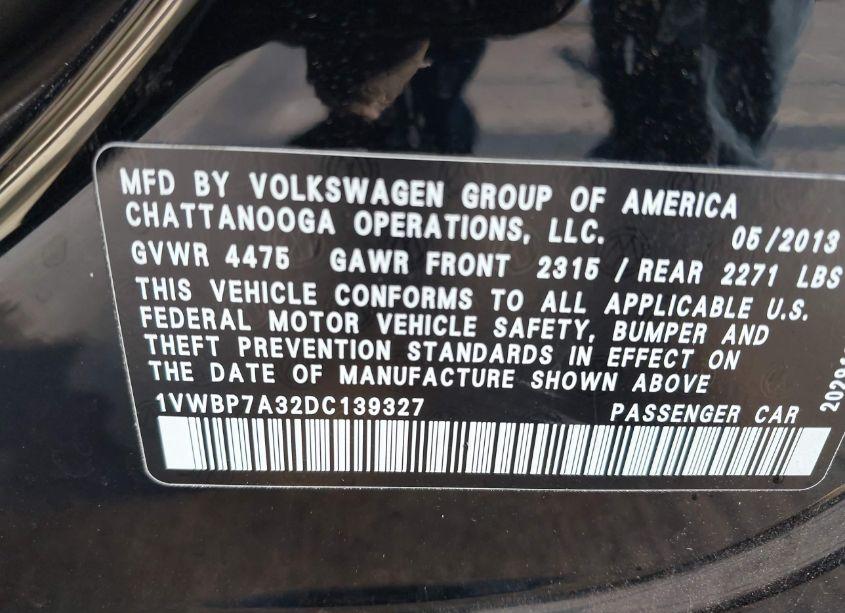 MFD BY VOLKSWAGEN GROUP OF AMERICA
CHATTANOOGA OPERATIONS, LLC. 05/2013
GVWR 4475 GAWR FRONT 2315 / REAR 2271 LBS
THIS VEHICLE CONFORMS TO ALL APPLICABLE U.S.
FEDERAL MOTOR VEHICLE SAFETY, BUMPER AND
THEFT PREVENTION STANDARDS IN EFFECT ON
THE DATE OF MANUFACTURE SHOWN ABOVE
1VWBP7A32DC139327 PASSENGER CAR